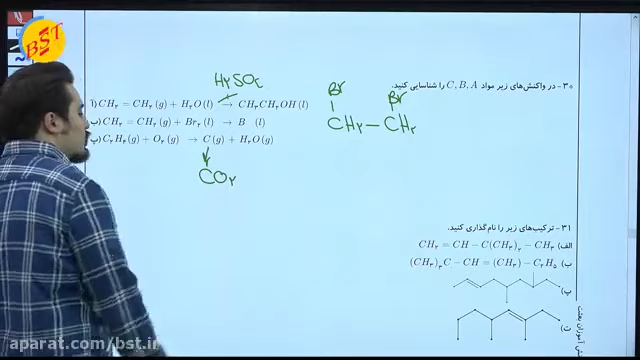 BST
۳۰- در واکنش‌های زیر مواد C, B, A را شناسایی کنید.
H۲SO۴
آ) CH۲ = CH۲ (g) + H۲O (l) → CH۳CH۲OH (l)
ب) CH۲ = CH۲ (g) + Br۲ (l) → B (l)
پ) C۲H۴ (g) + O۲ (g) → C (g) + H۲O (g)
CO۲
Br Br
CH۲ – CH۲
۳۱- ترکیب‌های زیر را نام‌گذاری کنید.
الف) CH۲ = CH – C(CH۳)۲ – CH۳
ب) (CH۳)۳C – CH = (CH۳) – C۲H۵
پ)
ت)
aparat.com/bst.ir